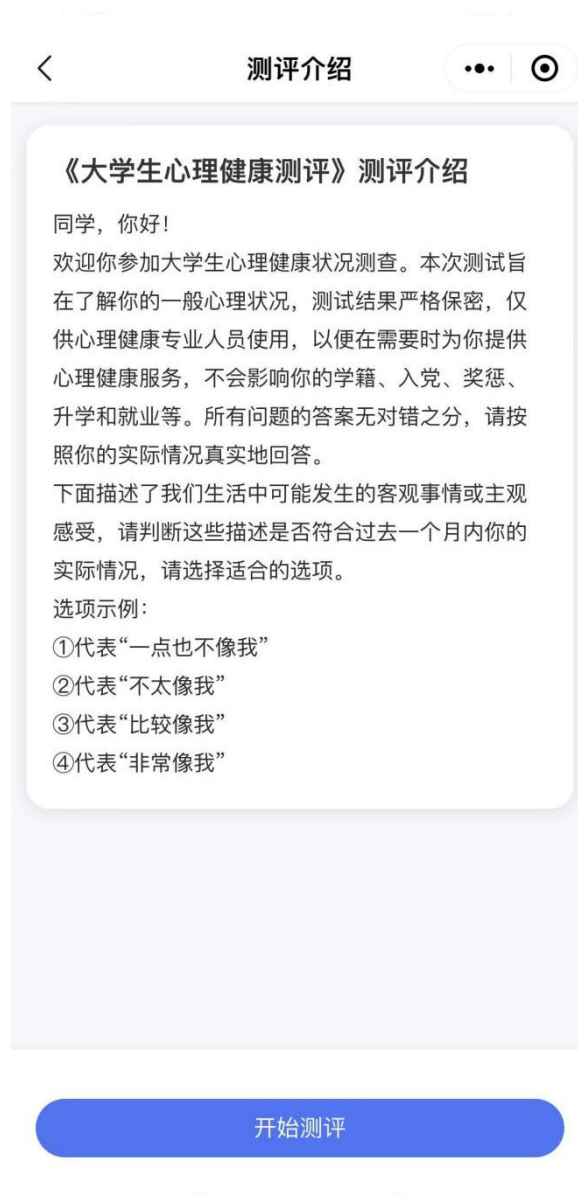 测评介绍
《大学生心理健康测评》测评介绍
同学，你好！
欢迎你参加大学生心理健康状况测查。本次测试旨
在了解你的一般心理状况，测试结果严格保密，仅
供心理健康专业人员使用，以便在需要时为你提供
心理健康服务，不会影响你的学籍、入党、奖惩、
升学和就业等。所有问题的答案无对错之分，请按
照你的实际情况真实地回答。
下面描述了我们生活中可能发生的客观事情或主观
感受，请判断这些描述是否符合过去一个月内你的
实际情况，请选择适合的选项。
选项示例：
①代表“一点也不像我”
②代表“不太像我”
③代表“比较像我”
④代表“非常像我”
开始测评